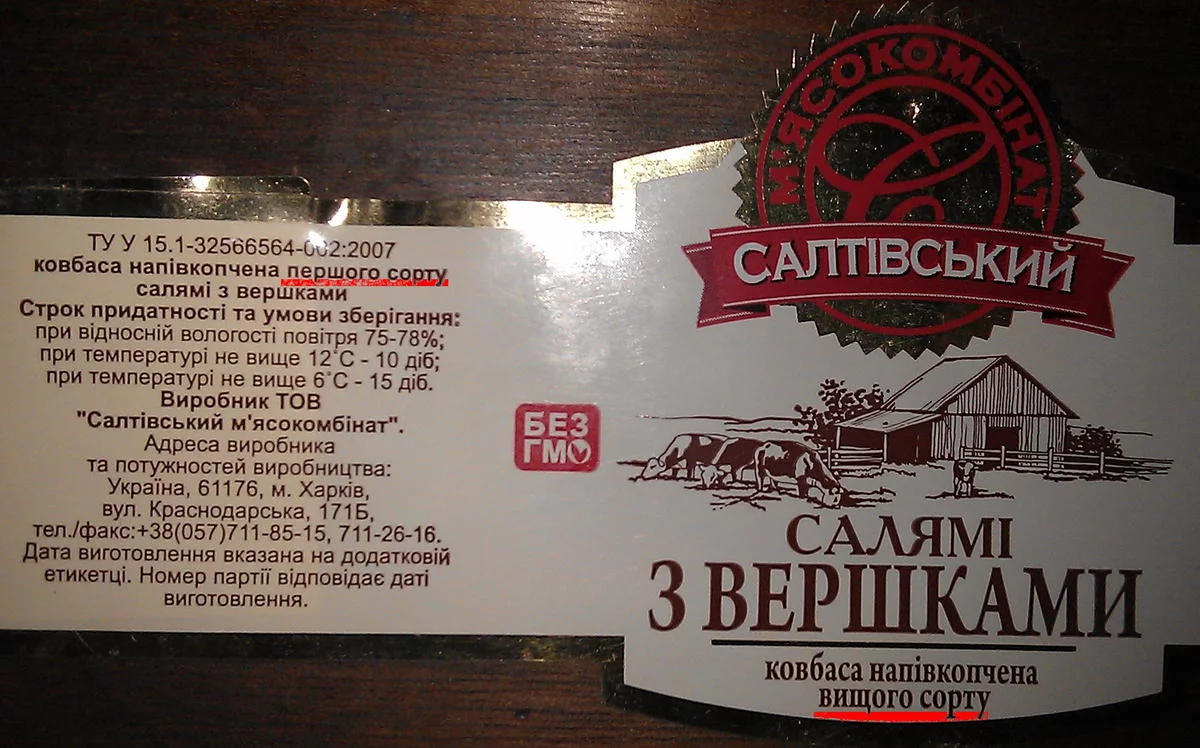 ТУ У 15.1-32566564-002:2007
ковбаса напівкопчена першого сорту
салямі з вершками
Строк придатності та умови зберігання:
при відносній вологості повітря 75-78%;
при температурі не вище 12°С - 10 діб;
при температурі не вище 6°С - 15 діб.
Виробник ТОВ
"Салтівський м'ясокомбінат".
Адреса виробника
та потужностей виробництва:
Україна, 61176, м. Харків,
вул. Краснодарська, 171Б,
тел./факс:+38(057)711-85-15, 711-26-16.
Дата виготовлення вказана на додатковій
етикетці. Номер партії відповідає даті
виготовлення.
БЕЗ
ГМО
М'ЯСОКОМБІНАТ
САЛТІВСЬКИЙ
САЛЯМІ
З ВЕРШКАМИ
ковбаса напівкопчена
вищого сорту